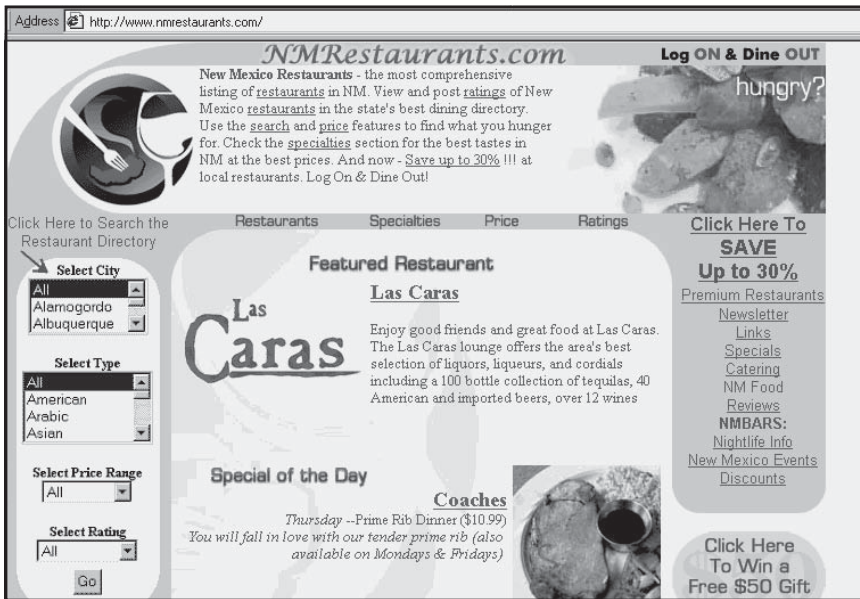 Address http://www.nmrestaurants.com/
NMRestaurants.com
Log ON & Dine OUT
New Mexico Restaurants - the most comprehensive
listing of restaurants in NM. View and post ratings of New
Mexico restaurants in the state's best dining directory.
Use the search and price features to find what you hunger
for. Check the specialties section for the best tastes in
NM at the best prices. And now - Save up to 30% !!! at
local restaurants. Log On & Dine Out!
hungry?
Click Here to Search the
Restaurant Directory
Select City
All
Alamogordo
Albuquerque
Select Type
All
American
Arabic
Asian
Select Price Range
All
Select Rating
All
Go
Restaurants Specialties Price Ratings
Featured Restaurant
Las
Caras
Las Caras
Enjoy good friends and great food at Las Caras.
The Las Caras lounge offers the area's best
selection of liquors, liqueurs, and cordials
including a 100 bottle collection of tequilas, 40
American and imported beers, over 12 wines
Special of the Day
Coaches
Thursday --Prime Rib Dinner ($10.99)
You will fall in love with our tender prime rib (also
available on Mondays & Fridays)
Click Here To
SAVE
Up to 30%
Premium Restaurants
Newsletter
Links
Specials
Catering
NM Food
Reviews
NMBARS:
Nightlife Info
New Mexico Events
Discounts
Click Here
To Win a
Free $50 Gift